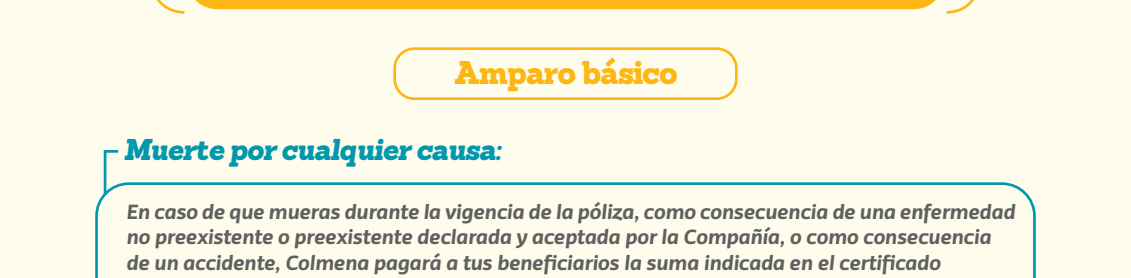 Amparo básico
Muerte por cualquier causa:
En caso de que mueras durante la vigencia de la póliza, como consecuencia de una enfermedad
no preexistente o preexistente declarada y aceptada por la Compañía, o como consecuencia
de un accidente, Colmena pagará a tus beneficiarios la suma indicada en el certificado